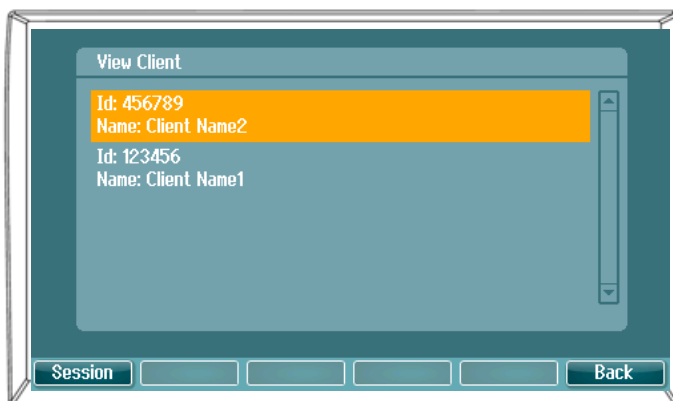 View Client
Id: 456789
Name: Client Name2
Id: 123456
Name: Client Name1
Session
Back